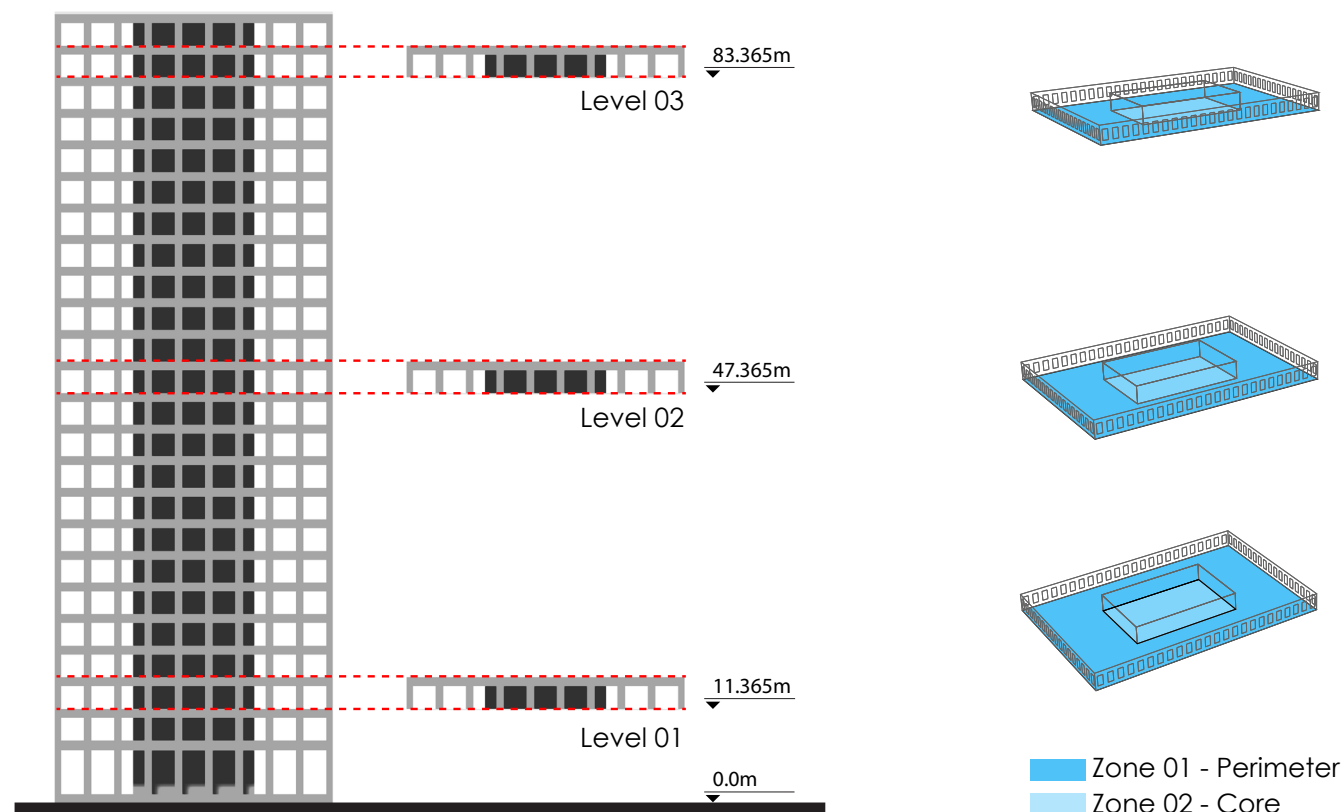 83.365m
Level 03
47.365m
Level 02
11.365m
Level 01
0.0m
Zone 01 - Perimeter
Zone 02 - Core